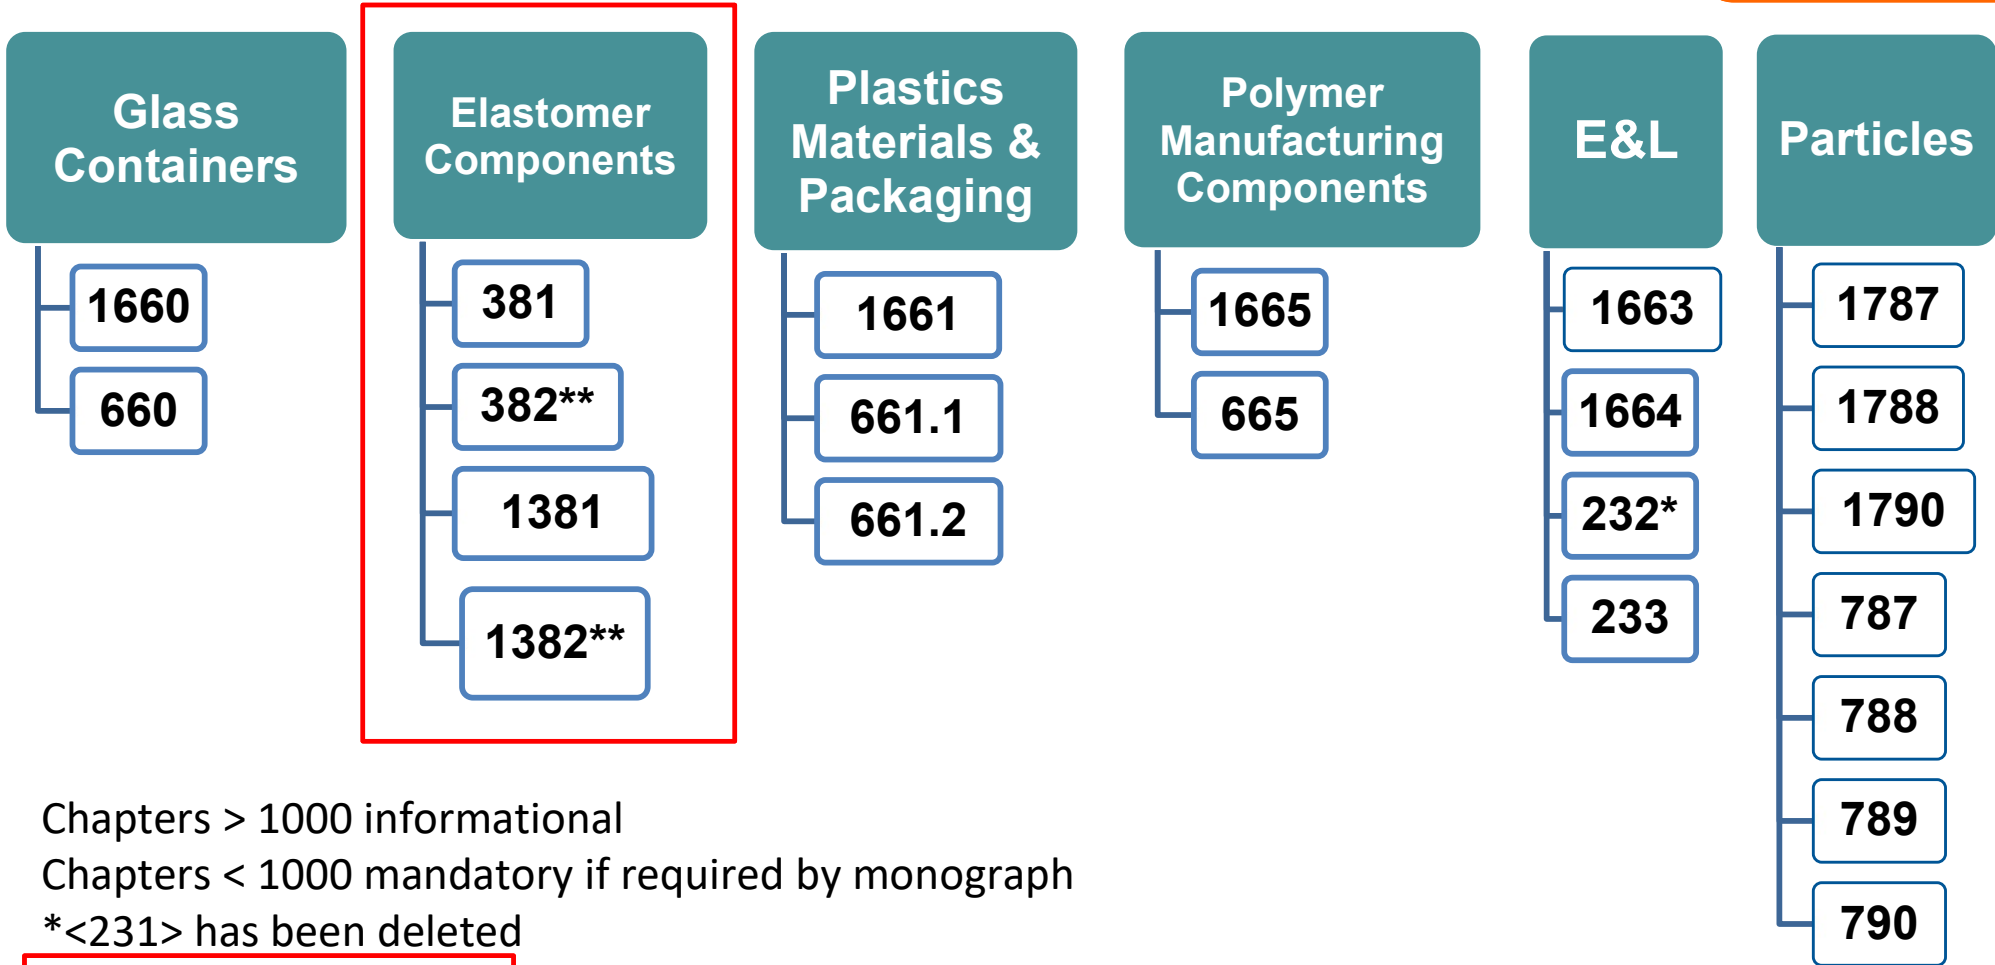 Glass
Containers
1660
660
Elastomer
Components
381
382**
1381
1382**
Plastics
Materials &
Packaging
1661
661.1
661.2
Polymer
Manufacturing
Components
1665
665
E&L
1663
1664
232*
233
Particles
1787
1788
1790
787
788
789
790
Chapters > 1000 informational
Chapters < 1000 mandatory if required by monograph
*<231> has been deleted